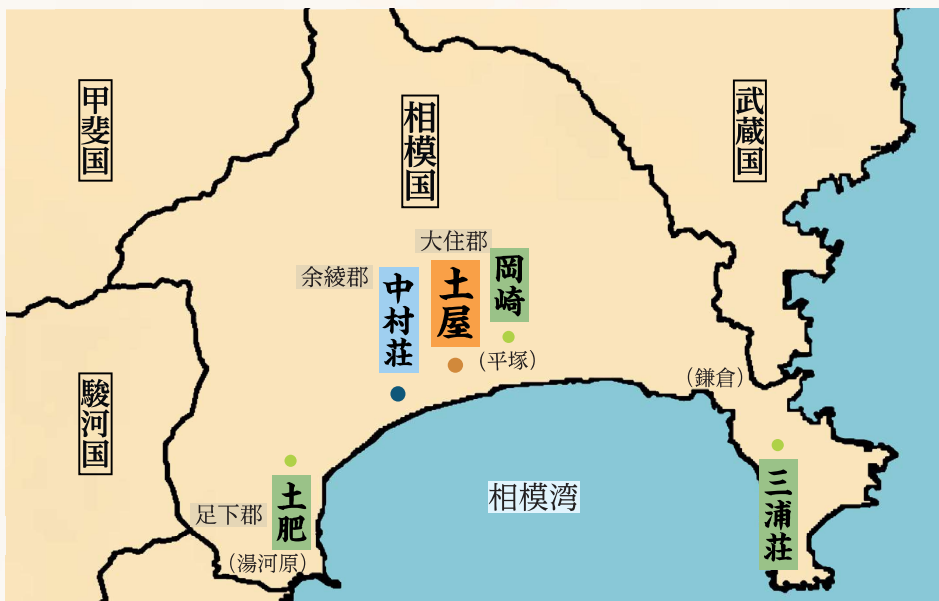 甲斐国
相模国
武蔵国
大住郡
岡崎
余綾郡
中村荘
土屋
(平塚)
(鎌倉)
駿河国
三浦荘
土肥
足下郡
(湯河原)
相模湾